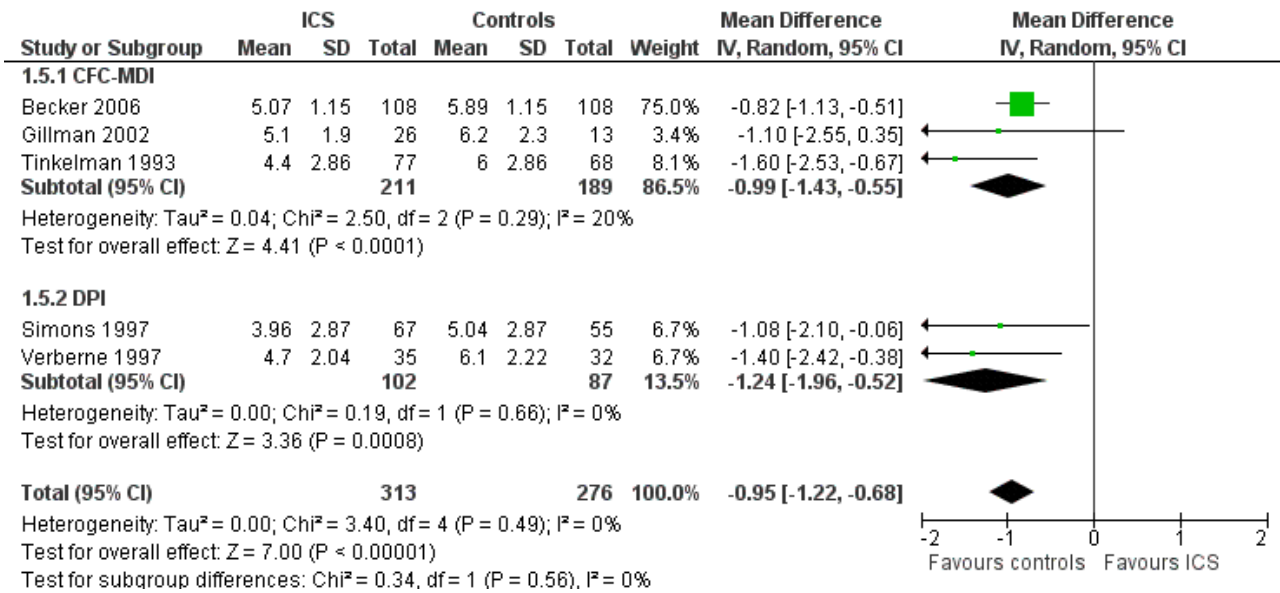 ICS Controls Mean Difference Mean Difference
Study or Subgroup Mean SD Total Mean SD Total Weight IV, Random, 95% CI IV, Random, 95% CI
1.5.1 CFC-MDI
Becker 2006 5.07 1.15 108 5.89 1.15 108 75.0% -0.82 [-1.13, -0.51]
Gillman 2002 5.1 1.9 26 6.2 2.3 13 3.4% -1.10 [-2.55, 0.35]
Tinkelman 1993 4.4 2.86 77 6 2.86 68 8.1% -1.60 [-2.53, -0.67]
Subtotal (95% CI) 211 189 86.5% -0.99 [-1.43, -0.55]
Heterogeneity: Tau² = 0.04; Chi² = 2.50, df = 2 (P = 0.29); I² = 20%
Test for overall effect: Z = 4.41 (P < 0.0001)
1.5.2 DPI
Simons 1997 3.96 2.87 67 5.04 2.87 55 6.7% -1.08 [-2.10, -0.06]
Verberne 1997 4.7 2.04 35 6.1 2.22 32 6.7% -1.40 [-2.42, -0.38]
Subtotal (95% CI) 102 87 13.5% -1.24 [-1.96, -0.52]
Heterogeneity: Tau² = 0.00; Chi² = 0.19, df = 1 (P = 0.66); I² = 0%
Test for overall effect: Z = 3.36 (P = 0.0008)
Total (95% CI) 313 276 100.0% -0.95 [-1.22, -0.68]
Heterogeneity: Tau² = 0.00; Chi² = 3.40, df = 4 (P = 0.49); I² = 0%
Test for overall effect: Z = 7.00 (P < 0.00001)
Test for subgroup differences: Chi² = 0.34, df = 1 (P = 0.56), I² = 0%
-2 -1 0 1 2
Favours controls Favours ICS